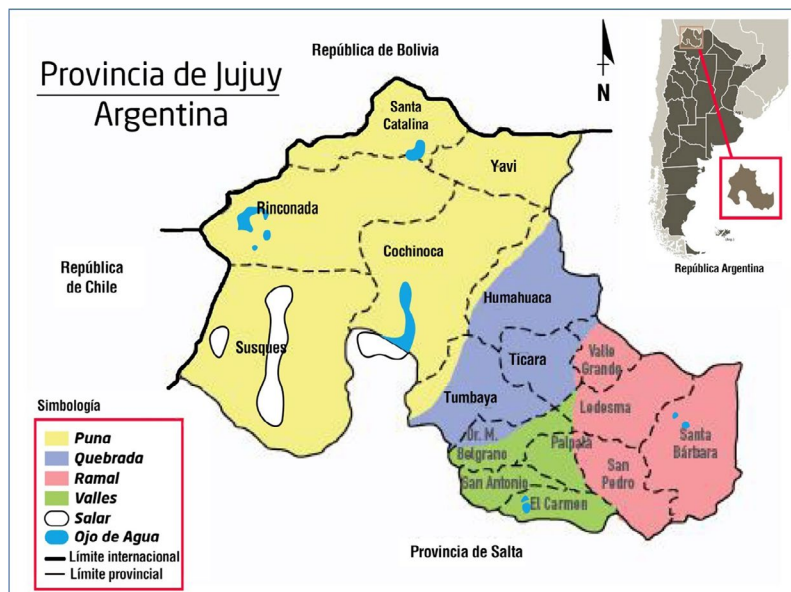 Provincia de Jujuy
Argentina
República de Bolivia
N
Santa
Catalina
Yavi
Rinconada
Cochinoca
República
de Chile
Humahuaca
Susques
Ticara
Valle
Grande
Tumbaya
Ledesma
Dr. M.
Belgrano
Palpalá
Santa
Bárbara
San Antonio
San
Pedro
El Carmen
Provincia de Salta
República Argentina
Simbología
Puna
Quebrada
Ramal
Valles
Salar
Ojo de Agua
Límite internacional
Límite provincial